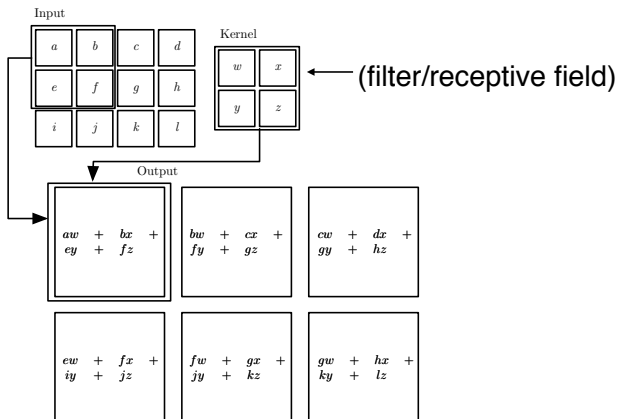 Input
a b c d
e f g h
i j k l
Kernel
w x
y z
(filter/receptive field)
Output
aw + bx +
ey + fz
bw + cx +
fy + gz
cw + dx +
gy + hz
ew + fx +
iy + jz
fw + gx +
jy + kz
gw + hx +
ky + lz